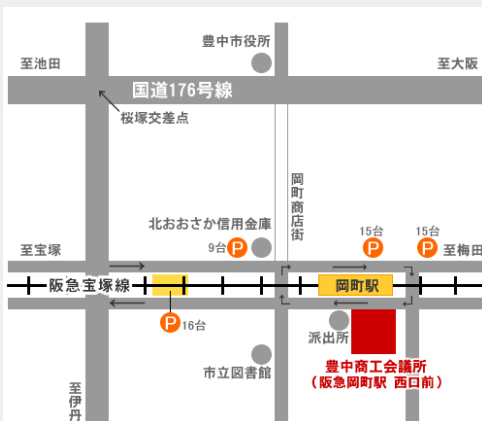 豊中市役所
至池田
至大阪
国道176号線
桜塚交差点
岡町商店街
北おおさか信用金庫
9台 P
15台
P
15台
P
至宝塚
至梅田
阪急宝塚線
岡町駅
P 16台
派出所
市立図書館
豊中商工会議所
(阪急岡町駅 西口前)
至伊丹